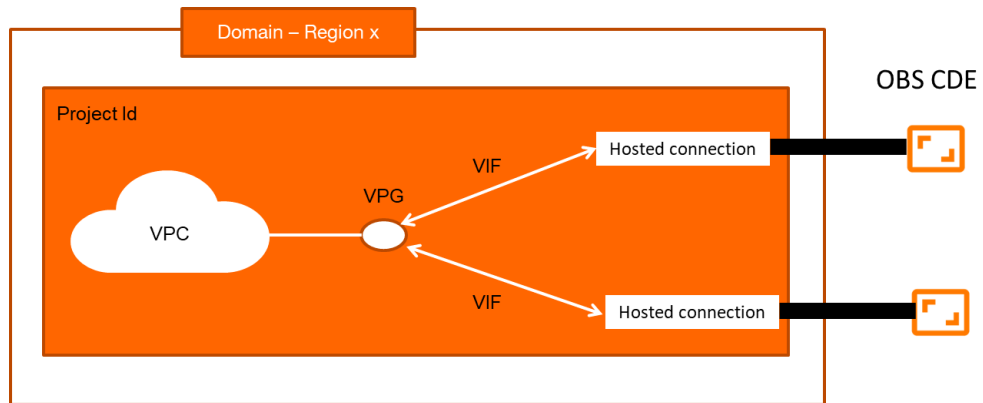 Domain – Region x
OBS CDE
Project Id
Hosted connection
VIF
VPG
VPC
VIF
Hosted connection